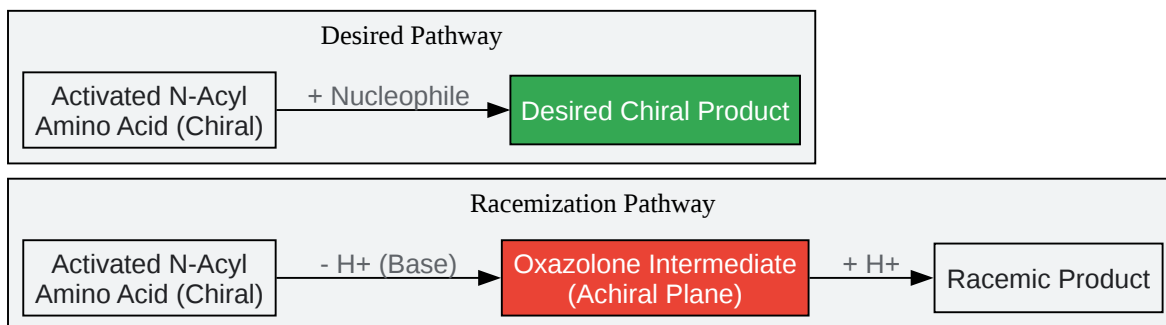 Desired Pathway
Activated N-Acyl
Amino Acid (Chiral)
+ Nucleophile
Desired Chiral Product
Racemization Pathway
Activated N-Acyl
Amino Acid (Chiral)
- H+ (Base)
Oxazolone Intermediate
(Achiral Plane)
+ H+
Racemic Product